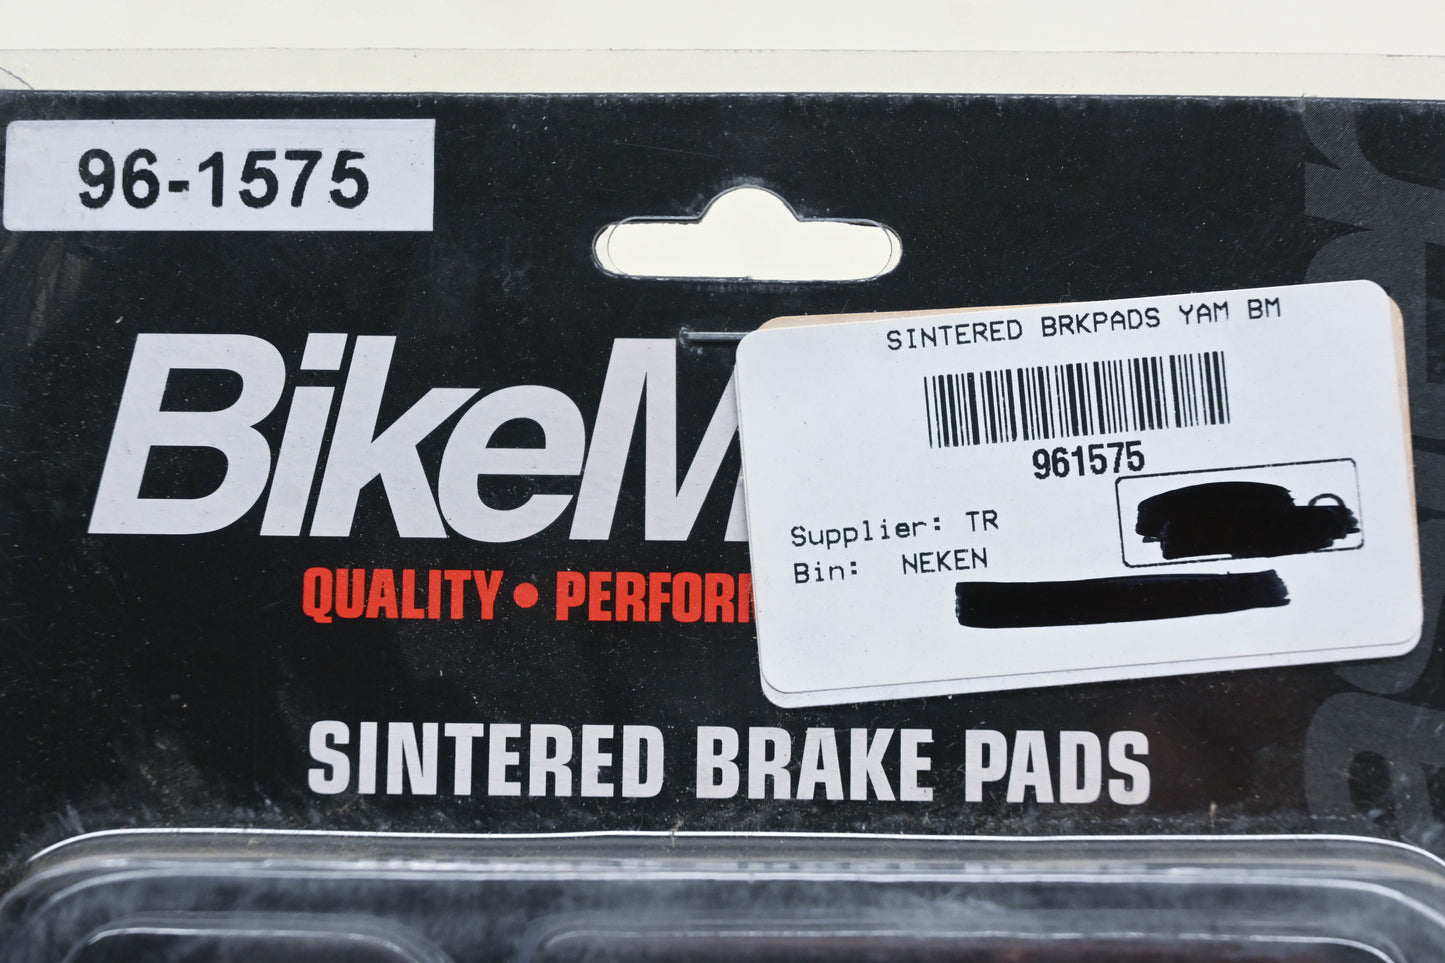 96-1575
BikeM
QUALITY • PERFORM
SINTERED BRKPADS YAM BM
961575
Supplier: TR
Bin: NEKEN
SINTERED BRAKE PADS